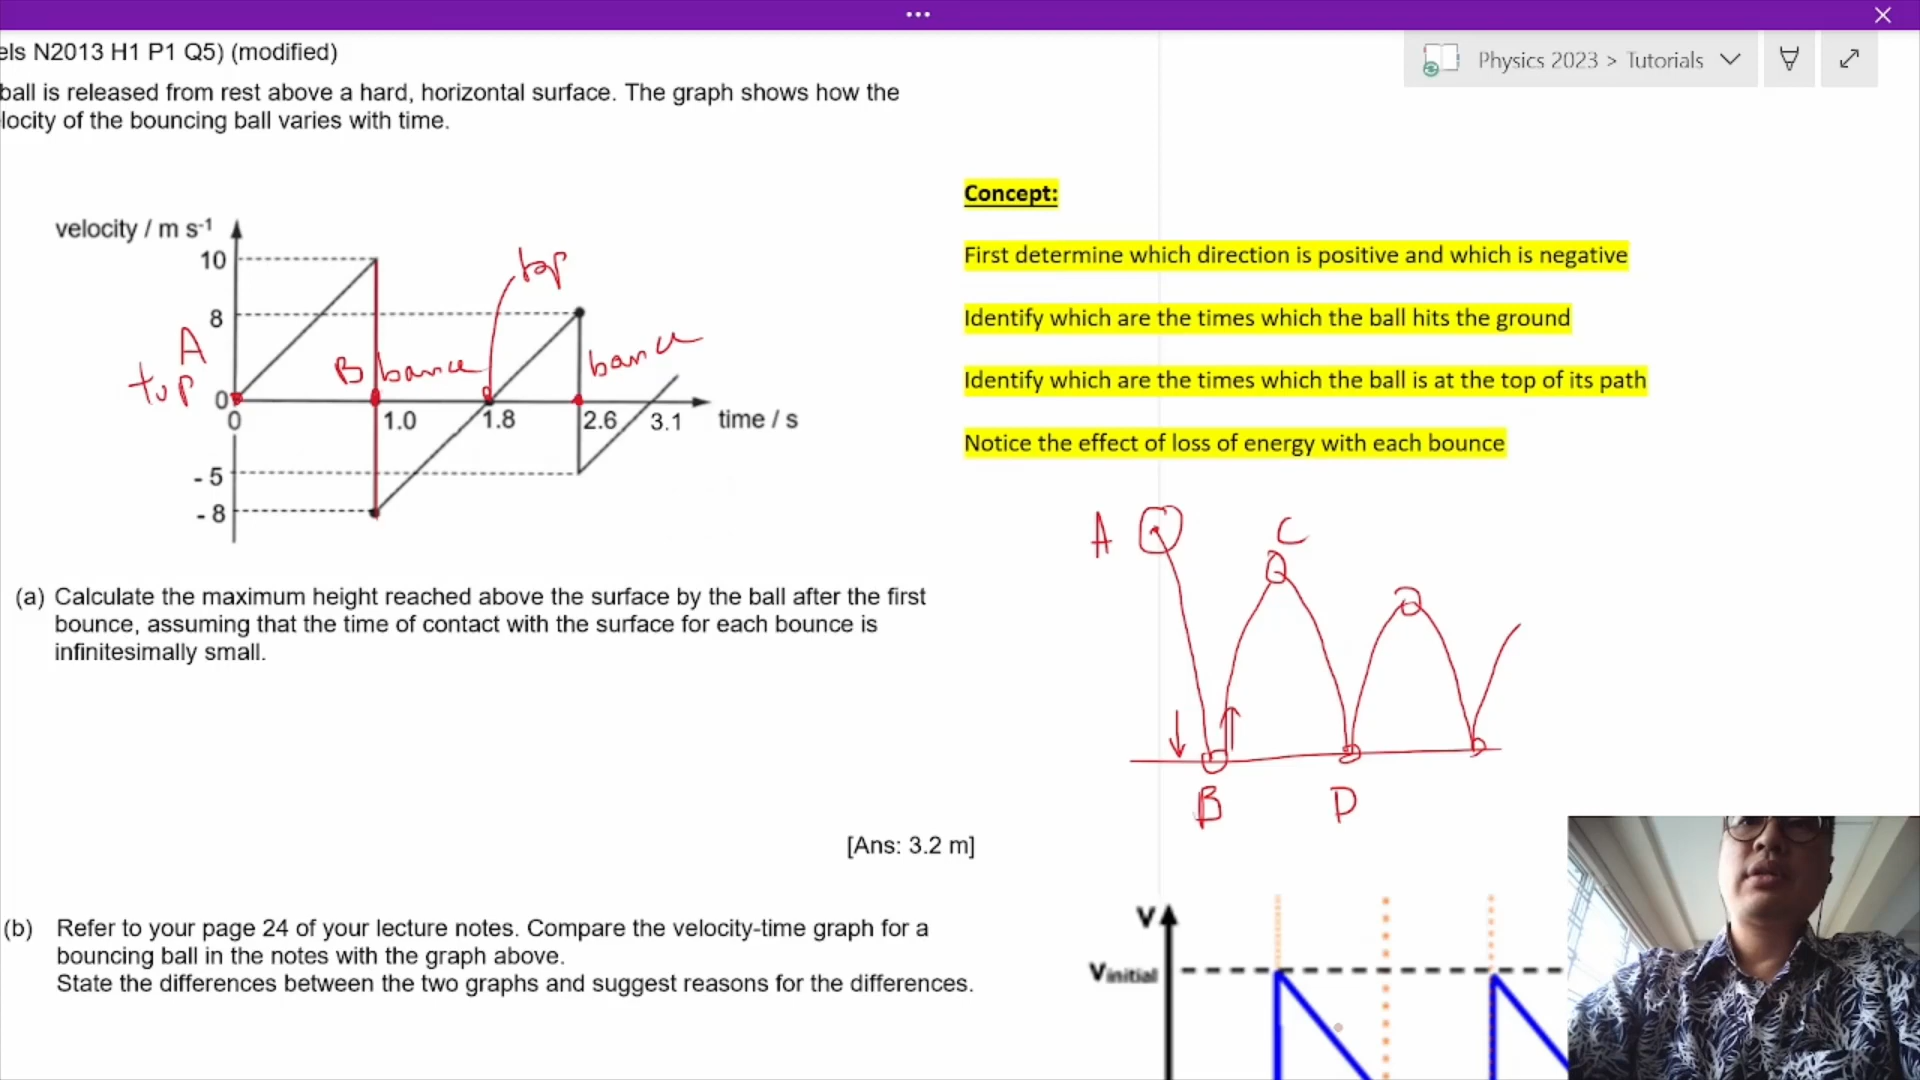 els N2013 H1 P1 Q5) (modified)
Physics 2023 > Tutorials
ball is released from rest above a hard, horizontal surface. The graph shows how the
locity of the bouncing ball varies with time.
Concept:
First determine which direction is positive and which is negative
Identify which are the times which the ball hits the ground
Identify which are the times which the ball is at the top of its path
Notice the effect of loss of energy with each bounce
velocity / m s-1
10
top
8
A
top
B
bounce
bounce
0
0
1.0
1.8
2.6
3.1
time / s
- 5
- 8
A
C
B
D
(a) Calculate the maximum height reached above the surface by the ball after the first
bounce, assuming that the time of contact with the surface for each bounce is
infinitesimally small.
[Ans: 3.2 m]
(b) Refer to your page 24 of your lecture notes. Compare the velocity-time graph for a
bouncing ball in the notes with the graph above.
State the differences between the two graphs and suggest reasons for the differences.
V
Vinitial